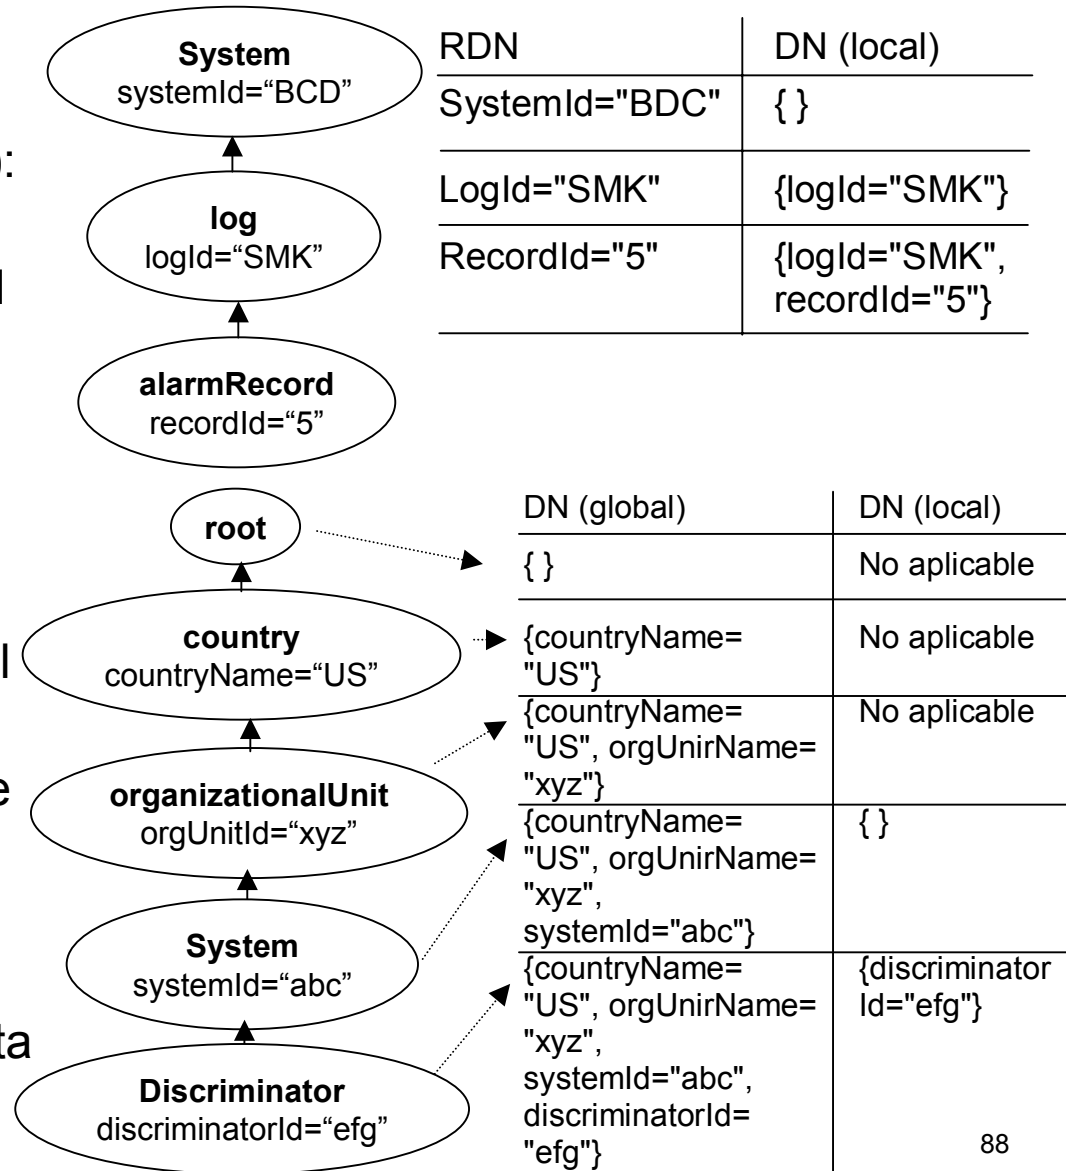 System
systemId=“BCD”
):
log
logId=“SMK”
alarmRecord
recordId=“5”
RDN DN (local)
SystemId="BDC" { }
LogId="SMK" {logId="SMK"}
RecordId="5" {logId="SMK",
recordId="5"}
root
country
countryName=“US”
l
e
organizationalUnit
orgUnitId=“xyz”
System
systemId=“abc”
ta
Discriminator
discriminatorId=“efg”
DN (global) DN (local)
{ } No aplicable
{countryName= No aplicable
"US"}
{countryName= No aplicable
"US", orgUnirName=
"xyz"}
{countryName= { }
"US", orgUnirName=
"xyz",
systemId="abc"}
{countryName= {discriminator
"US", orgUnirName= Id="efg"}
"xyz",
systemId="abc",
discriminatorId=
"efg"}
88